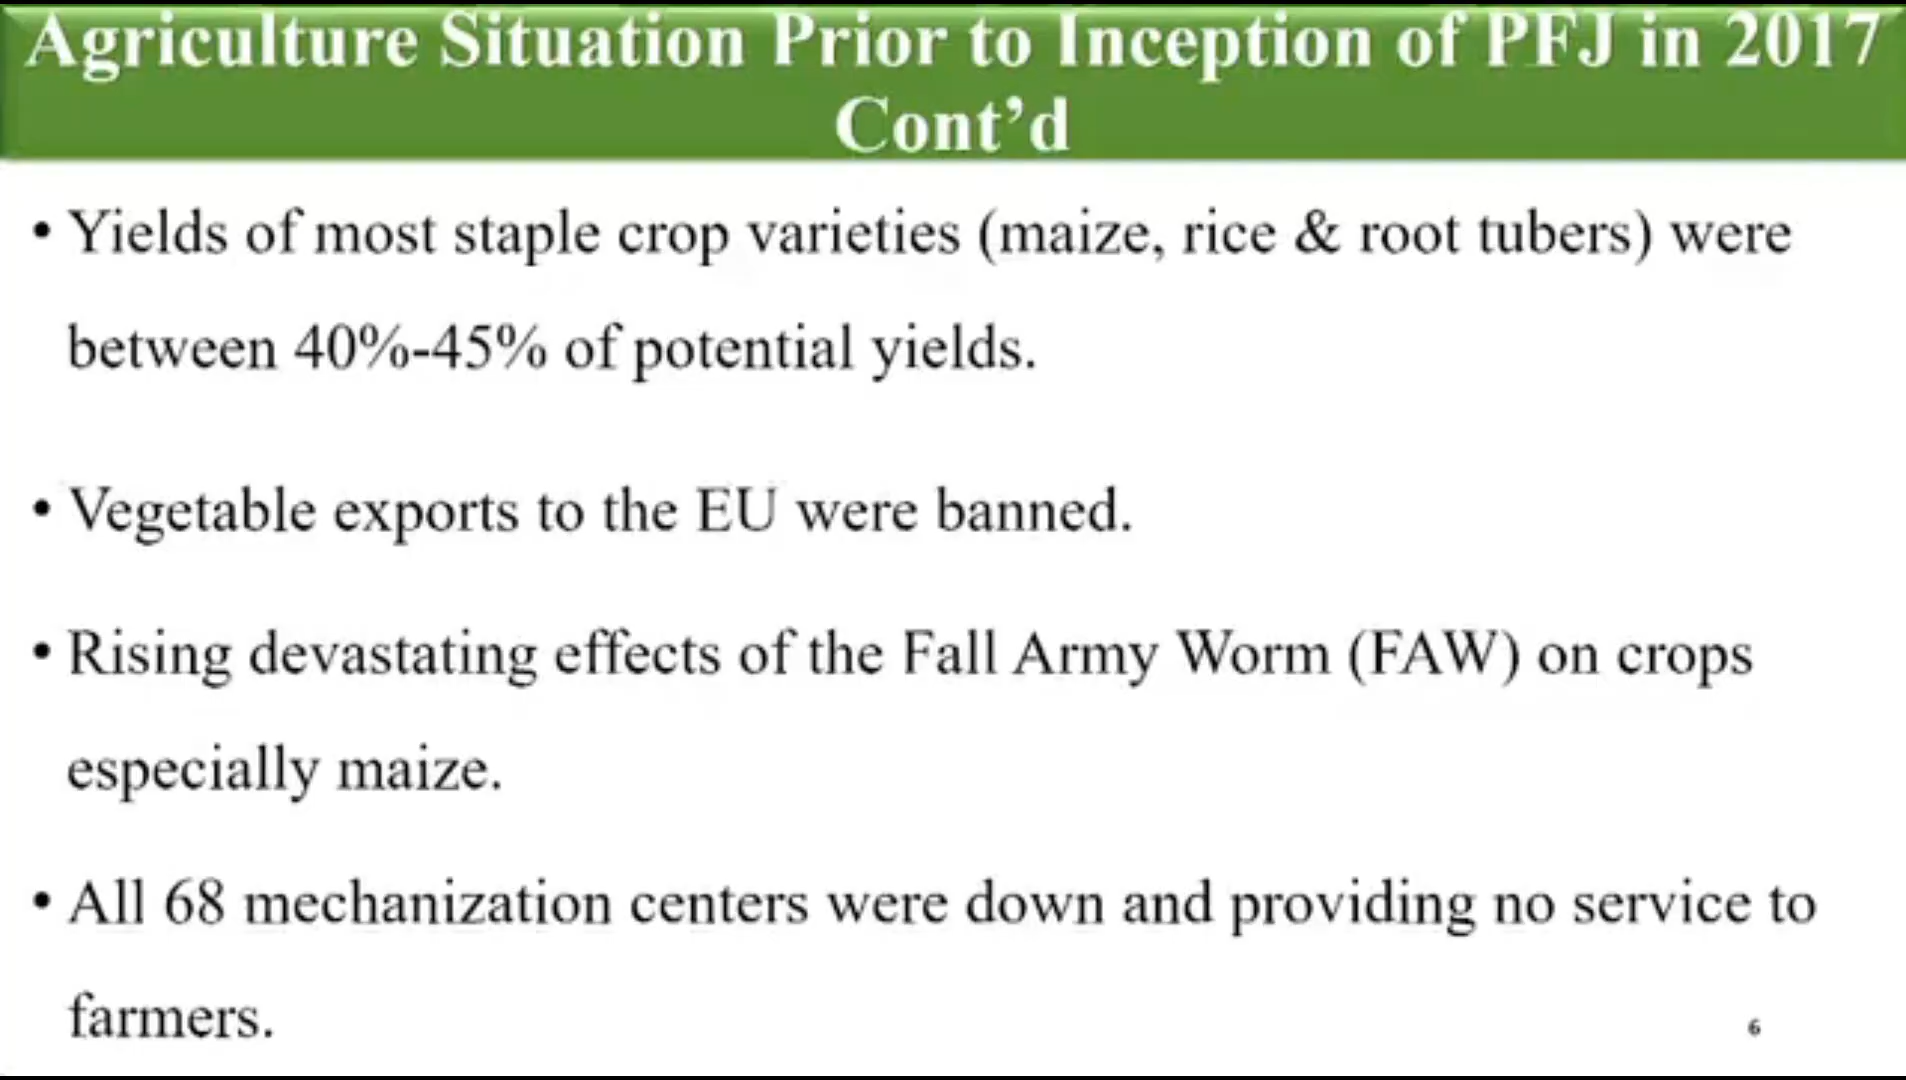 Agriculture Situation Prior to Inception of PFJ in 2017
Cont’d
• Yields of most staple crop varieties (maize, rice & root tubers) were
between 40%-45% of potential yields.
• Vegetable exports to the EU were banned.
• Rising devastating effects of the Fall Army Worm (FAW) on crops
especially maize.
• All 68 mechanization centers were down and providing no service to
farmers.
6